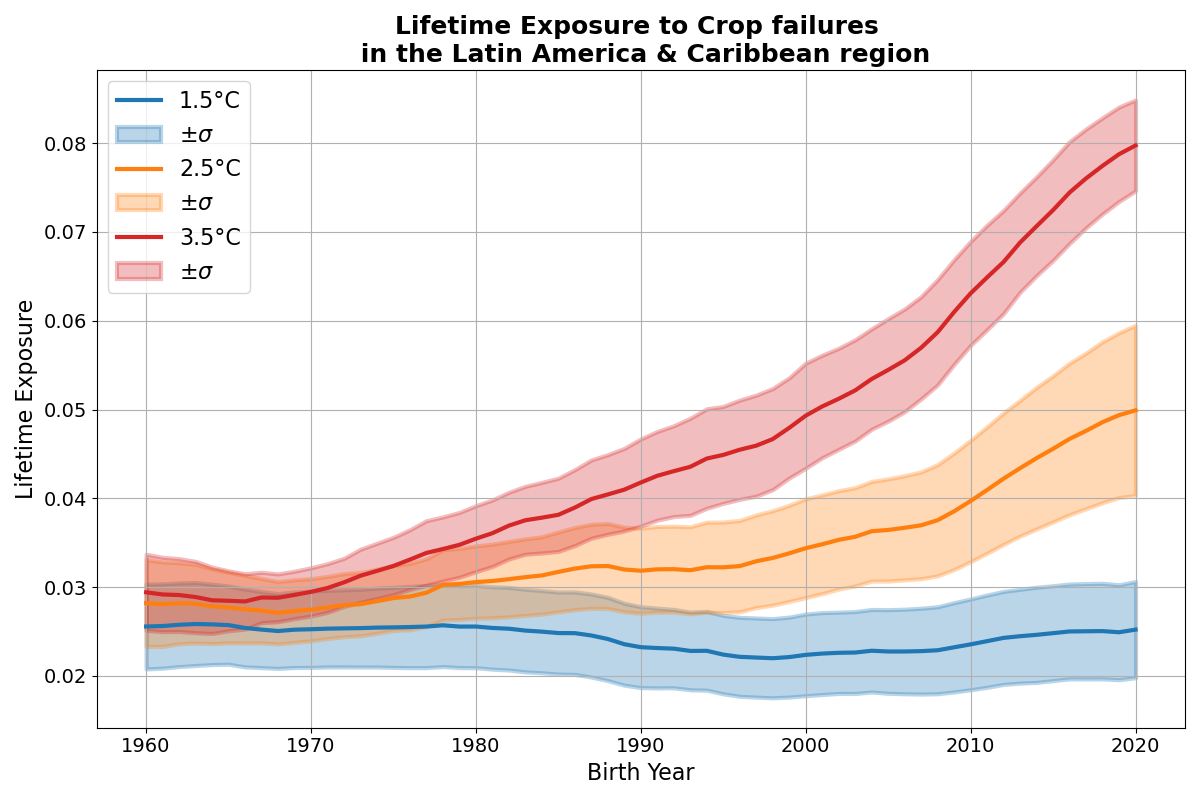 Lifetime Exposure to Crop failures
in the Latin America & Caribbean region
1.5°C
±σ
2.5°C
±σ
3.5°C
±σ
Lifetime Exposure
0.08
0.07
0.06
0.05
0.04
0.03
0.02
1960 1970 1980 1990 2000 2010 2020
Birth Year